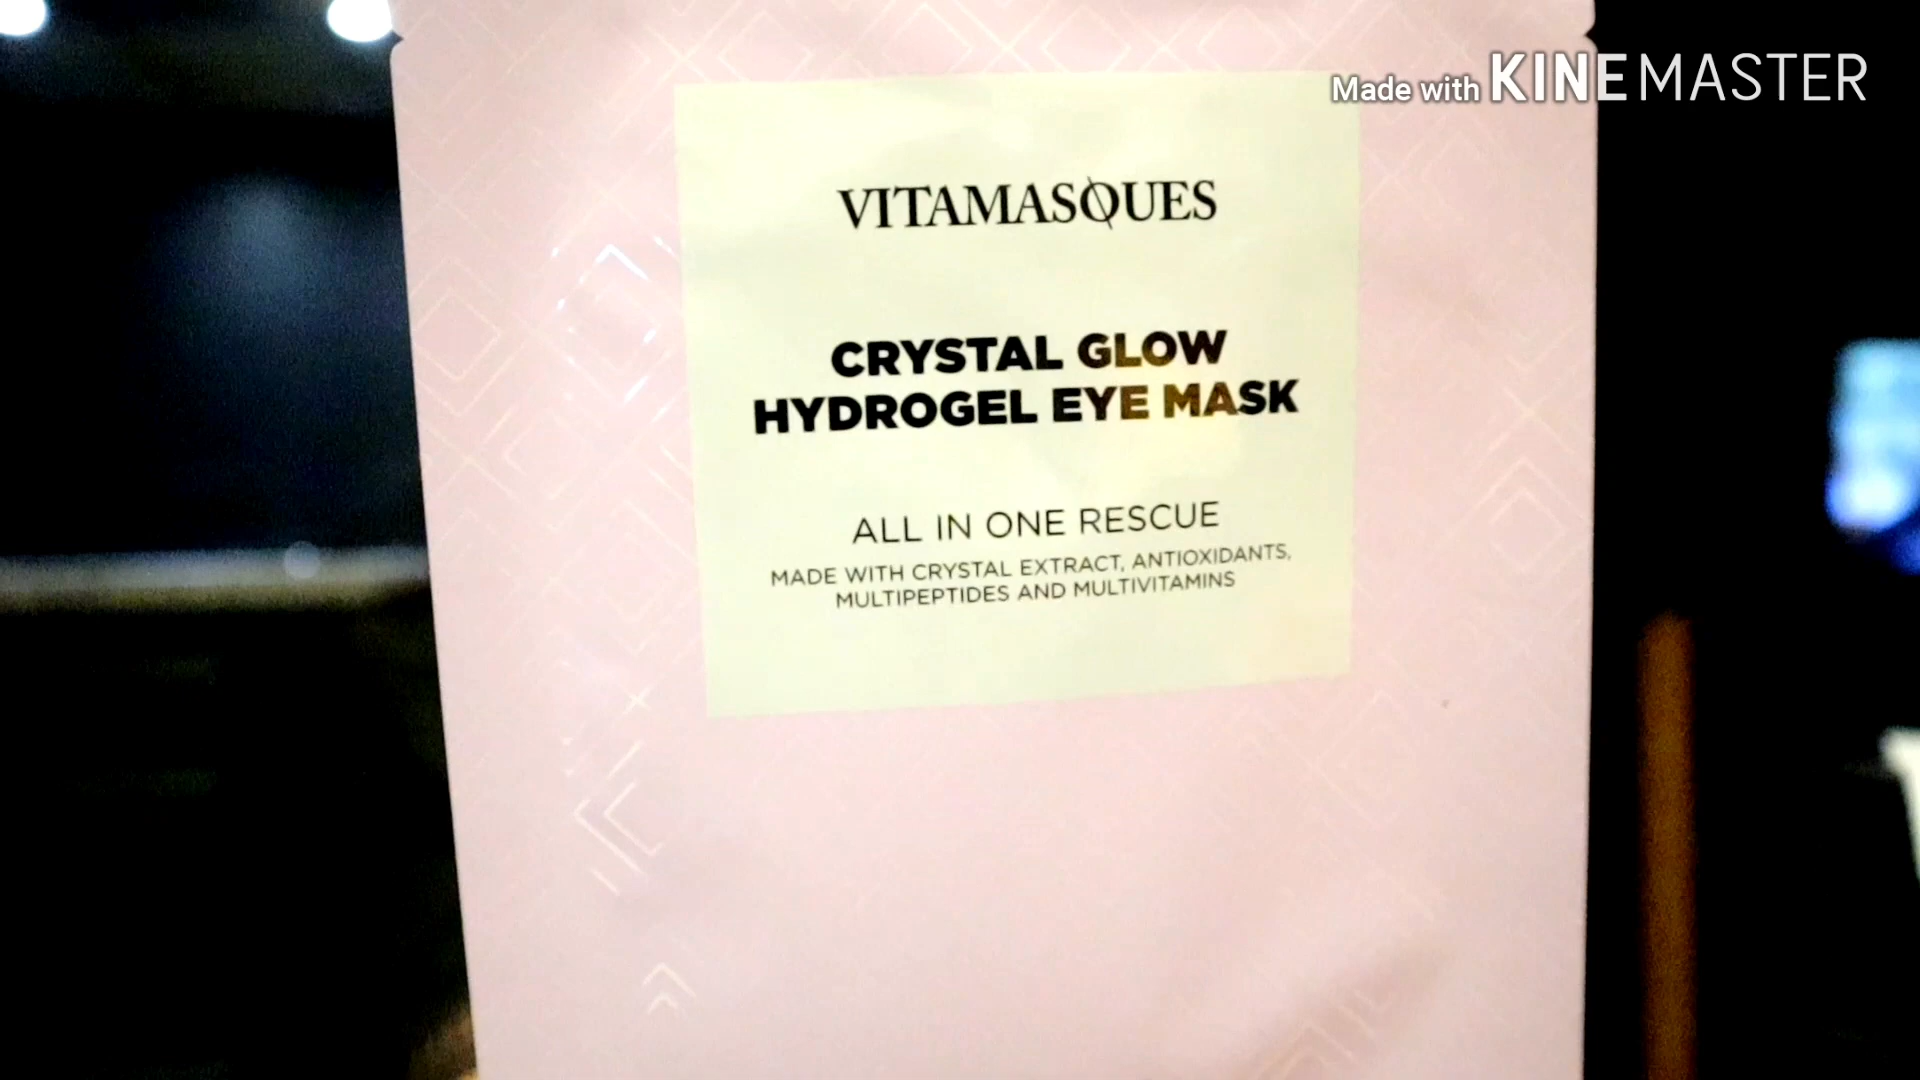 Made with KINEMASTER
VITAMASQUES
CRYSTAL GLOW
HYDROGEL EYE MASK
ALL IN ONE RESCUE
MADE WITH CRYSTAL EXTRACT, ANTIOXIDANTS,
MULTIPEPTIDES AND MULTIVITAMINS